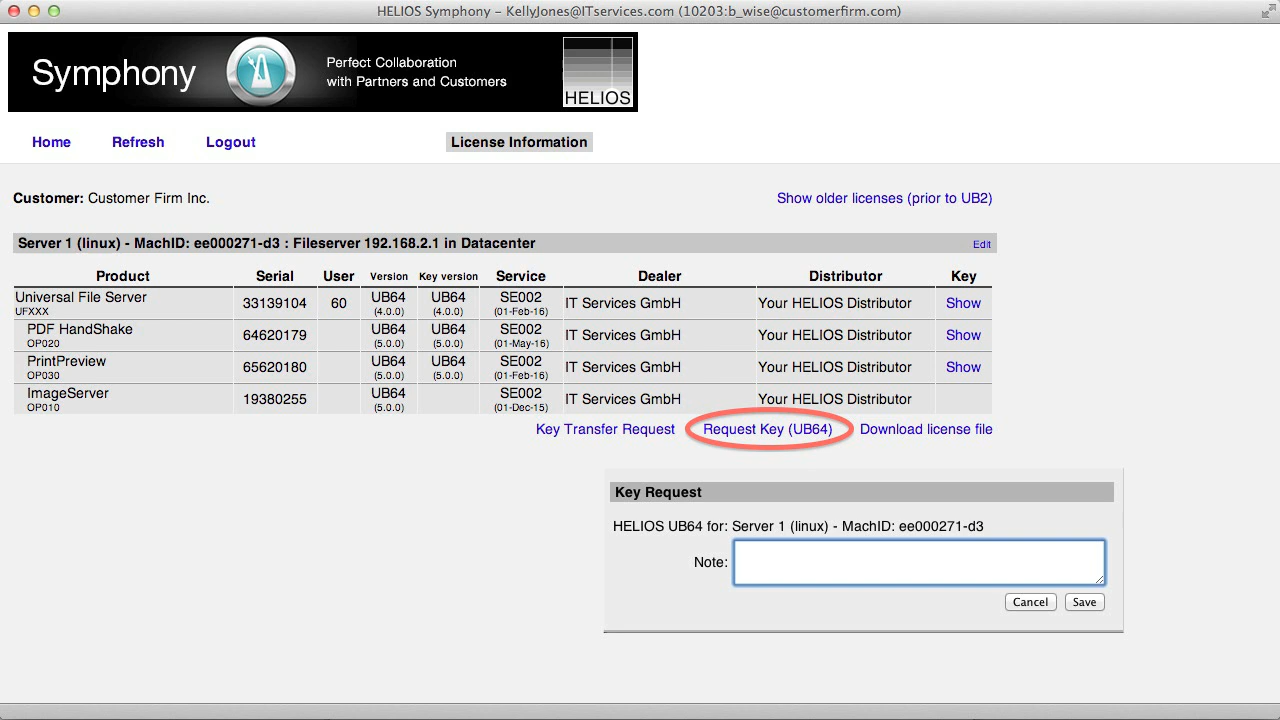 HELIOS Symphony – KellyJones@ITservices.com (10203:b_wise@customerfirm.com)
Symphony
Perfect Collaboration
with Partners and Customers
HELIOS
Home Refresh Logout License Information
Customer: Customer Firm Inc. Show older licenses (prior to UB2)
Server 1 (linux) - MachID: ee000271-d3 : Fileserver 192.168.2.1 in Datacenter Edit
Product Serial User Version Key version Service Dealer Distributor Key
Universal File Server 33139104 60 UB64 UB64 SE002 IT Services GmbH Your HELIOS Distributor Show
UFXXX (4.0.0) (4.0.0) (01-Feb-16)
PDF HandShake 64620179 UB64 UB64 SE002 IT Services GmbH Your HELIOS Distributor Show
OP020 (5.0.0) (5.0.0) (01-May-16)
PrintPreview 65620180 UB64 UB64 SE002 IT Services GmbH Your HELIOS Distributor Show
OP030 (5.0.0) (5.0.0) (01-Feb-16)
ImageServer 19380255 UB64 SE002 IT Services GmbH Your HELIOS Distributor
OP010 (5.0.0) (01-Dec-15)
Key Transfer Request Request Key (UB64) Download license file
Key Request
HELIOS UB64 for: Server 1 (linux) - MachID: ee000271-d3
Note:
Cancel Save